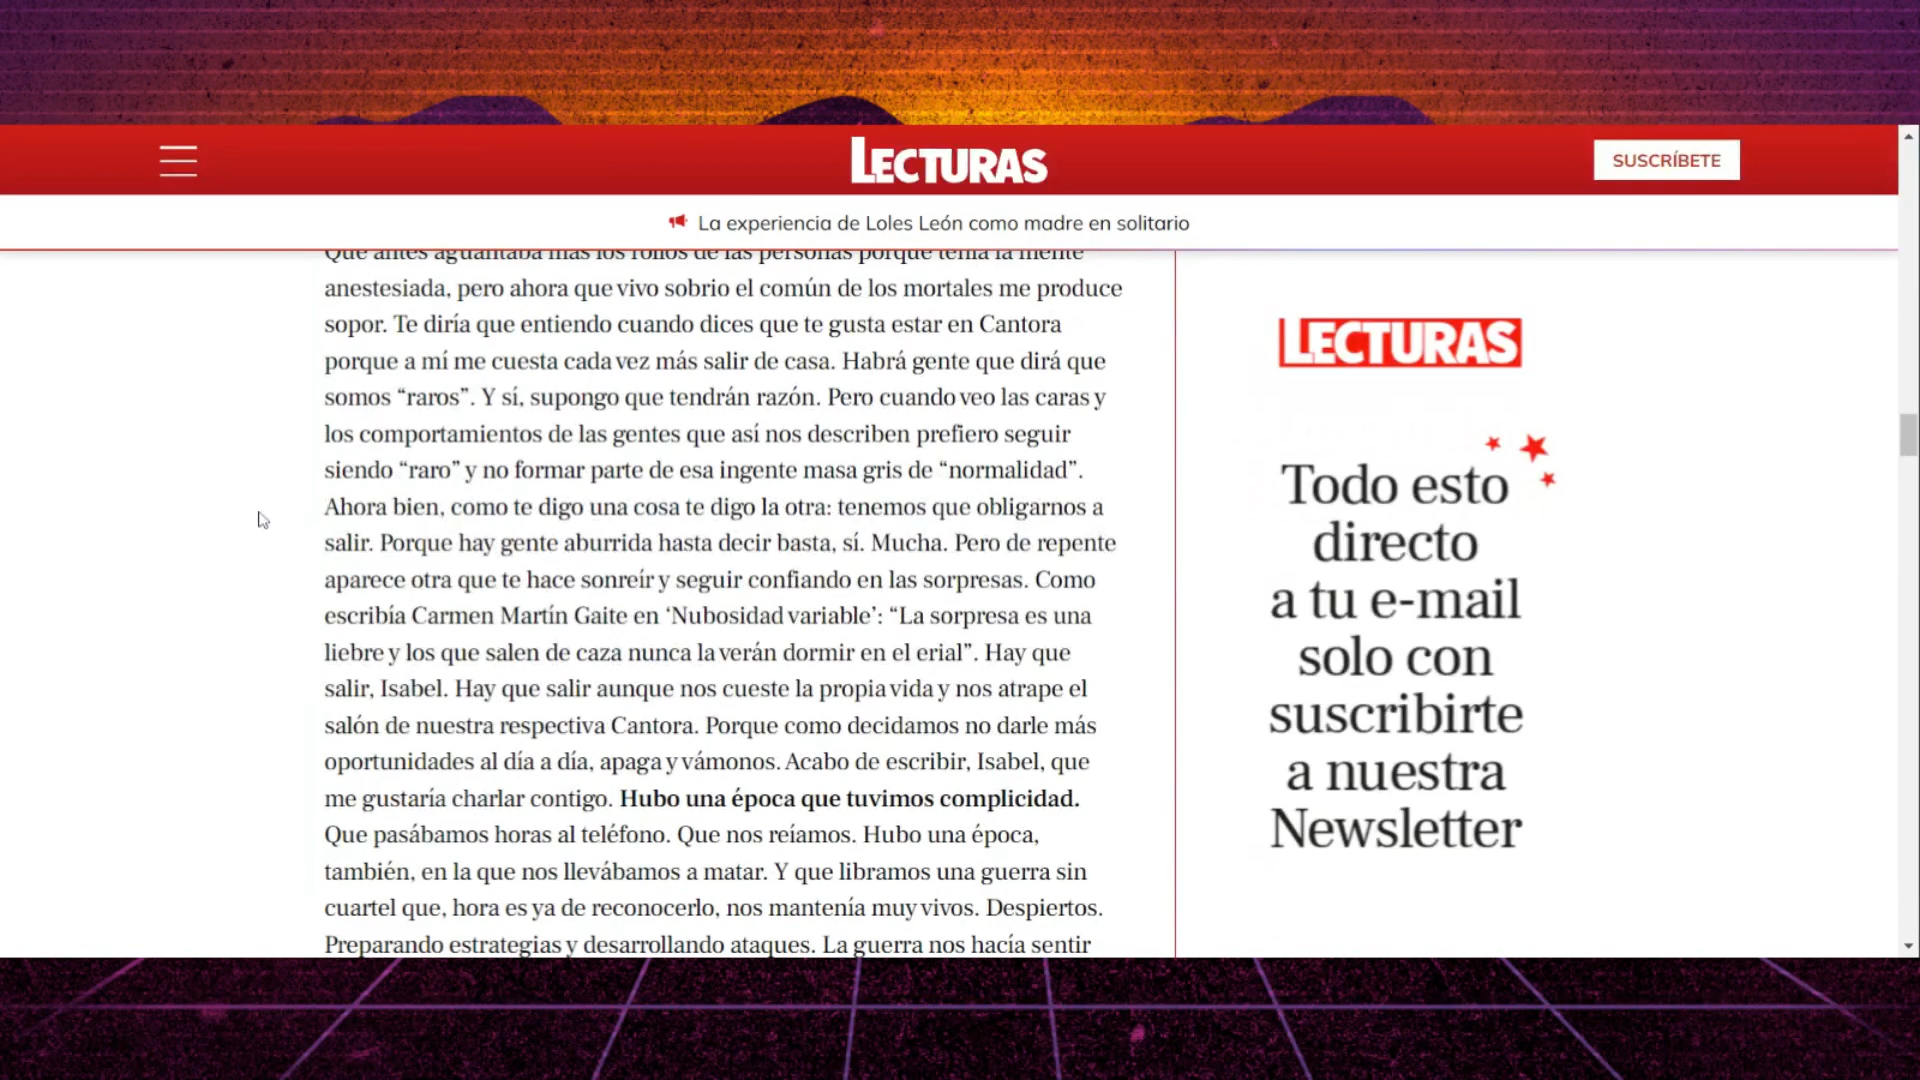 LECTURAS
SUSCRÍBETE
La experiencia de Loles León como madre en solitario
Que antes aguantaba más los rollos de las personas porque tenía la mente
anestesiada, pero ahora que vivo sobrio el común de los mortales me produce
sopor. Te diría que entiendo cuando dices que te gusta estar en Cantora
porque a mí me cuesta cada vez más salir de casa. Habrá gente que dirá que
somos “raros”. Y sí, supongo que tendrán razón. Pero cuando veo las caras y
los comportamientos de las gentes que así nos describen prefiero seguir
siendo “raro” y no formar parte de esa ingente masa gris de “normalidad”.
Ahora bien, como te digo una cosa te digo la otra: tenemos que obligarnos a
salir. Porque hay gente aburrida hasta decir basta, sí. Mucha. Pero de repente
aparece otra que te hace sonreír y seguir confiando en las sorpresas. Como
escribía Carmen Martín Gaite en ‘Nubosidad variable’: “La sorpresa es una
liebre y los que salen de caza nunca la verán dormir en el erial”. Hay que
salir, Isabel. Hay que salir aunque nos cueste la propia vida y nos atrape el
salón de nuestra respectiva Cantora. Porque como decidamos no darle más
oportunidades al día a día, apaga y vámonos. Acabo de escribir, Isabel, que
me gustaría charlar contigo. Hubo una época que tuvimos complicidad.
Que pasábamos horas al teléfono. Que nos reíamos. Hubo una época,
también, en la que nos llevábamos a matar. Y que libramos una guerra sin
cuartel que, hora es ya de reconocerlo, nos mantenía muy vivos. Despiertos.
Preparando estrategias y desarrollando ataques. La guerra nos hacía sentir
LECTURAS
Todo esto
directo
a tu e-mail
solo con
suscribirte
a nuestra
Newsletter